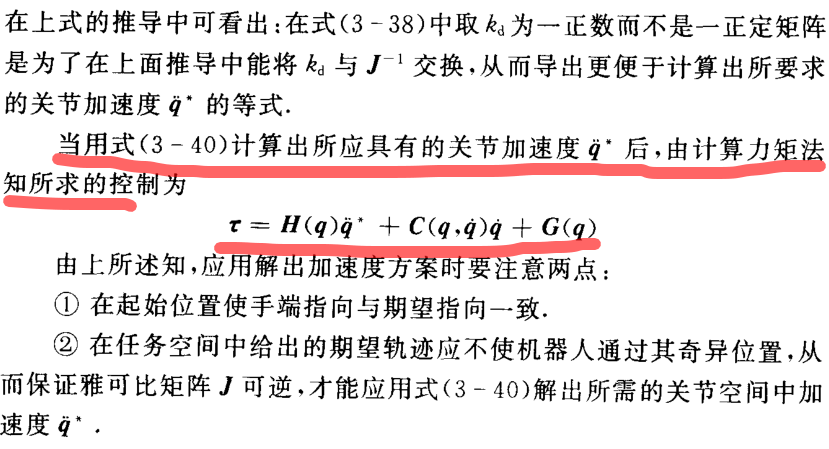 在上式的推导中可看出:在式(3-38)中取 kd 为一正数而不是一正定矩阵
是为了在上面推导中能将 kd 与 J⁻¹ 交换,从而导出更便于计算出所要求
的关节加速度 q̈* 的等式.
当用式(3-40)计算出所应具有的关节加速度 q̈* 后,由计算力矩法
知所求的控制为
τ = H(q)q̈* + C(q,q̇)q̇ + G(q)
由上所述知,应用解出加速度方案时要注意两点:
① 在起始位置使手端指向与期望指向一致.
② 在任务空间中给出的期望轨迹应不使机器人通过其奇异位置,从
而保证雅可比矩阵 J 可逆,才能应用式(3-40)解出所需的关节空间中加
速度 q̈* .